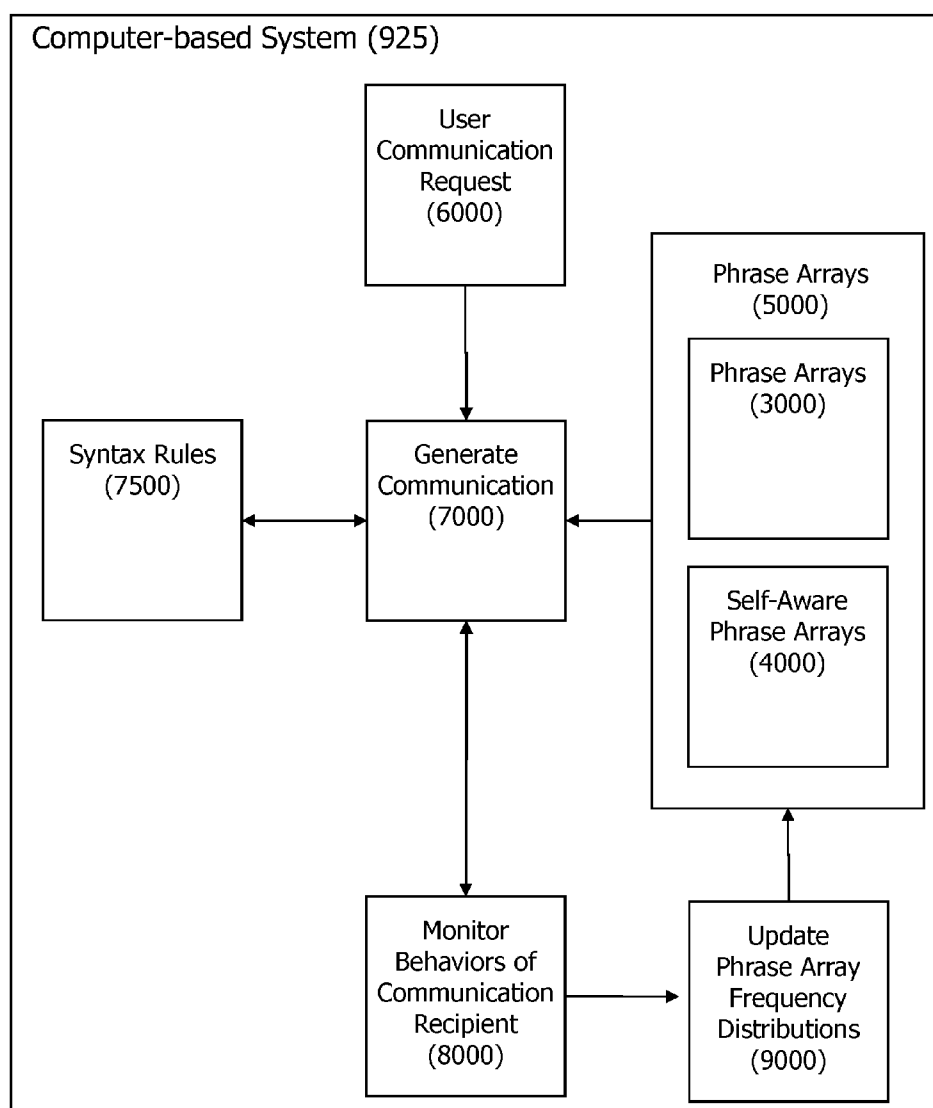 Computer-based System (925)
User
Communication
Request
(6000)
Phrase Arrays
(5000)
Phrase Arrays
(3000)
Syntax Rules
(7500)
Generate
Communication
(7000)
Self-Aware
Phrase Arrays
(4000)
Monitor
Behaviors of
Communication
Recipient
(8000)
Update
Phrase Array
Frequency
Distributions
(9000)